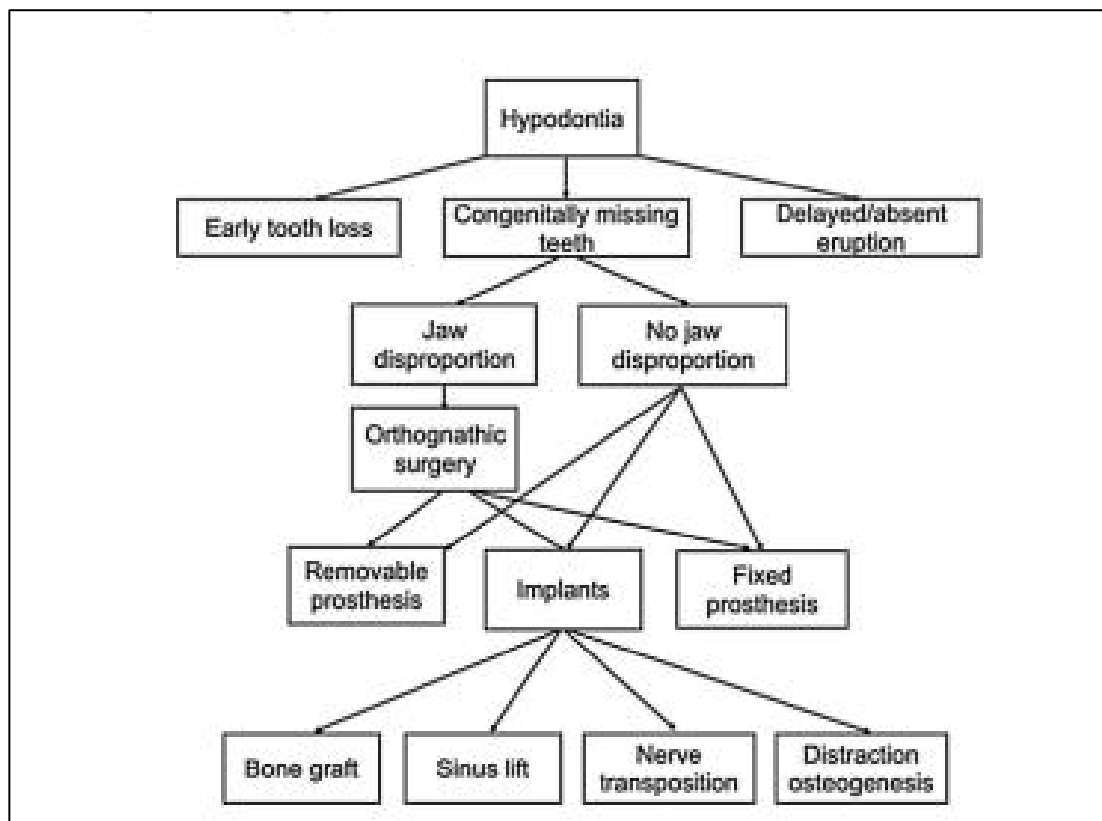 Hypodontia
Early tooth loss
Congenitally missing
teeth
Delayed/absent
eruption
Jaw
disproportion
No jaw
disproportion
Orthognathic
surgery
Removable
prosthesis
Implants
Fixed
prosthesis
Bone graft
Sinus lift
Nerve
transposition
Distraction
osteogenesis